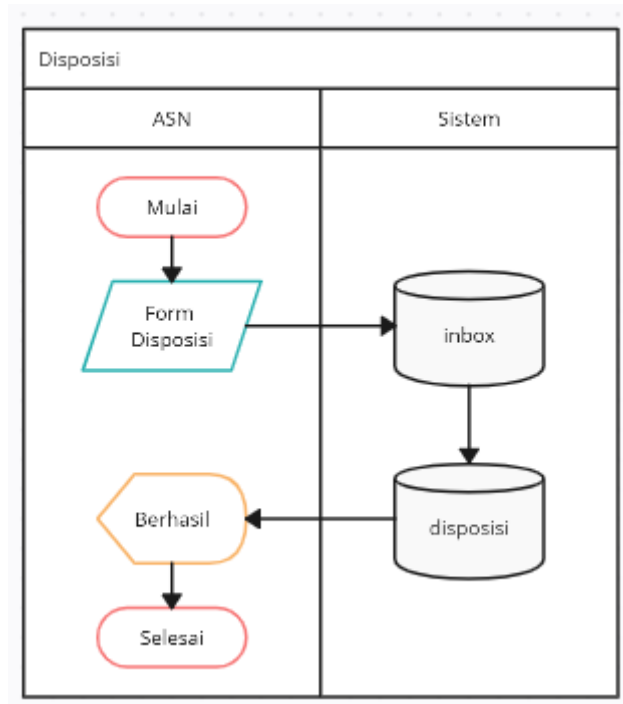 Disposisi
ASN
Sistem
Mulai
Form
Disposisi
inbox
disposisi
Berhasil
Selesai